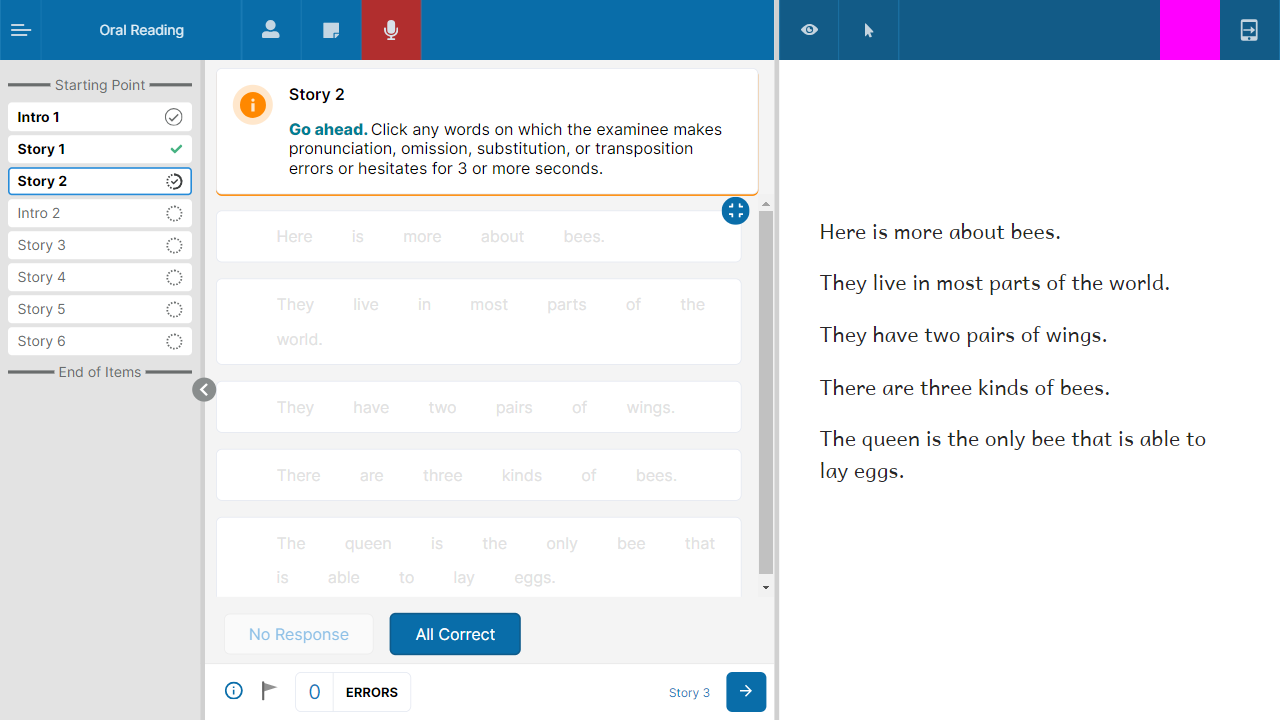 Oral Reading
Starting Point
Intro 1
Story 1
Story 2
Intro 2
Story 3
Story 4
Story 5
Story 6
End of Items
Story 2
Go ahead. Click any words on which the examinee makes
pronunciation, omission, substitution, or transposition
errors or hesitates for 3 or more seconds.
Here is more about bees.
They live in most parts of the
world.
They have two pairs of wings.
There are three kinds of bees.
The queen is the only bee that
is able to lay eggs.
No Response
All Correct
0 ERRORS
Story 3
Here is more about bees.
They live in most parts of the world.
They have two pairs of wings.
There are three kinds of bees.
The queen is the only bee that is able to
lay eggs.